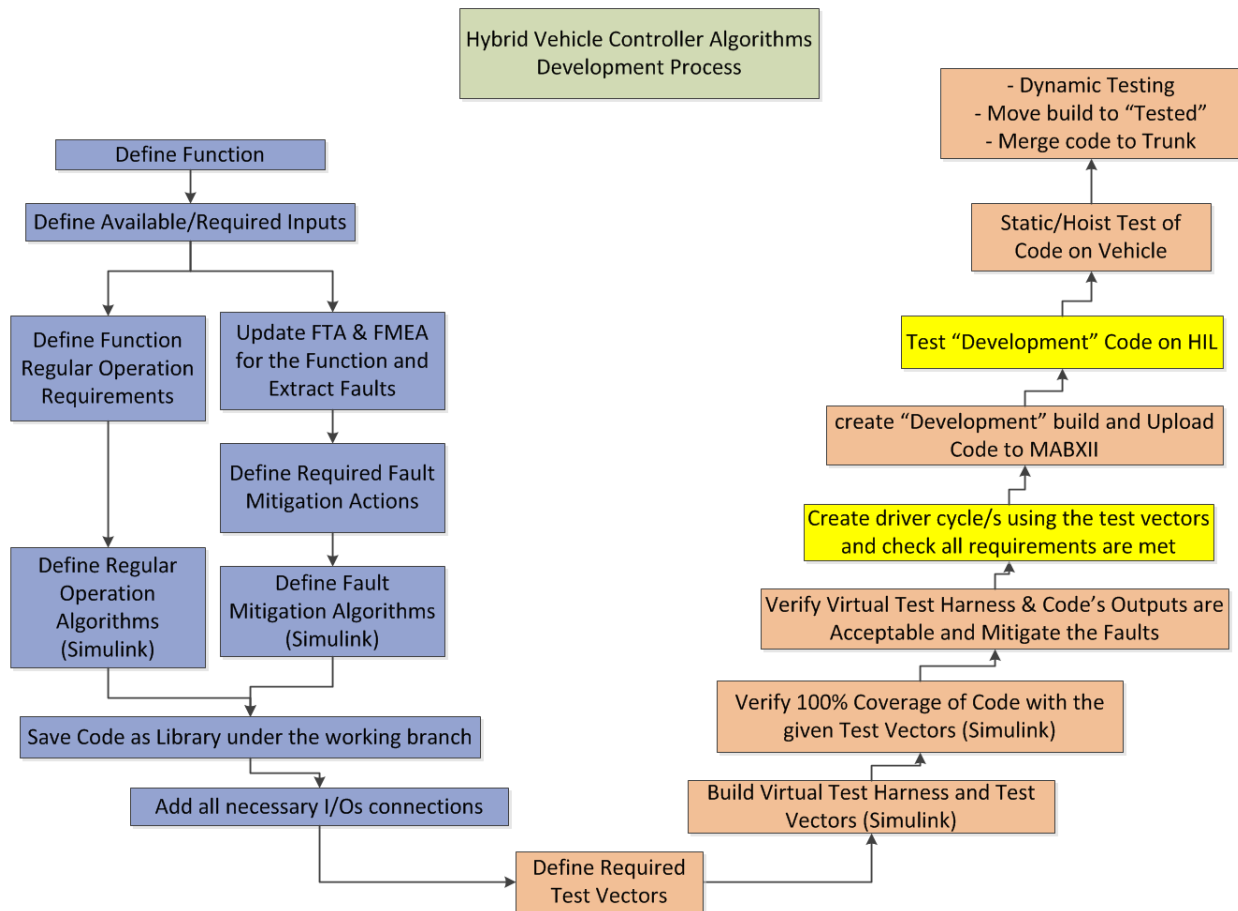 Hybrid Vehicle Controller Algorithms
Development Process
Define Function
Define Available/Required Inputs
Define Function
Regular Operation
Requirements
Update FTA & FMEA
for the Function and
Extract Faults
Define Required Fault
Mitigation Actions
Define Regular
Operation
Algorithms
(Simulink)
Define Fault
Mitigation Algorithms
(Simulink)
Save Code as Library under the working branch
Add all necessary I/Os connections
Define Required
Test Vectors
Build Virtual Test Harness and Test
Vectors (Simulink)
Verify 100% Coverage of Code with the
given Test Vectors (Simulink)
Verify Virtual Test Harness & Code’s Outputs are
Acceptable and Mitigate the Faults
Create driver cycle/s using the test vectors
and check all requirements are met
create “Development” build and Upload
Code to MABXII
Test “Development” Code on HIL
Static/Hoist Test of
Code on Vehicle
- Dynamic Testing
- Move build to “Tested”
- Merge code to Trunk